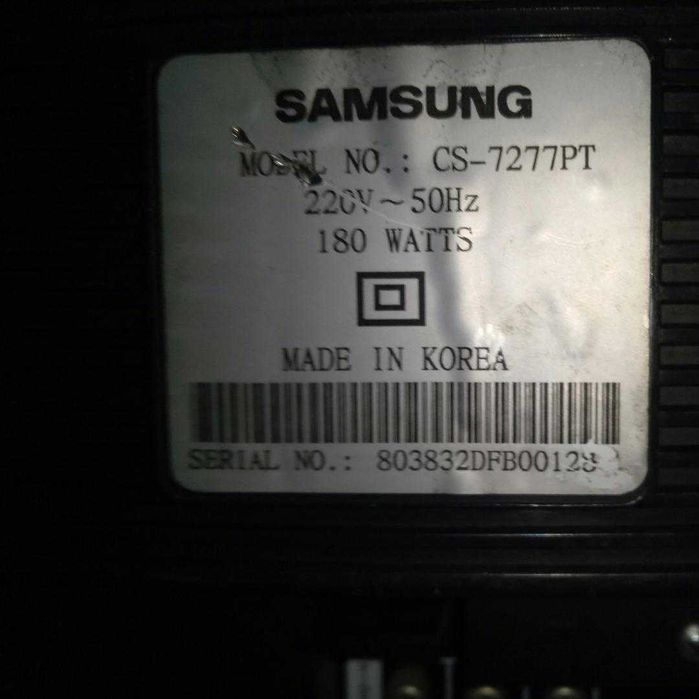 SAMSUNG
MODEL NO.: CS-7277PT
220V~50Hz
180 WATTS
MADE IN KOREA
SERIAL NO.: 803832DFB00128